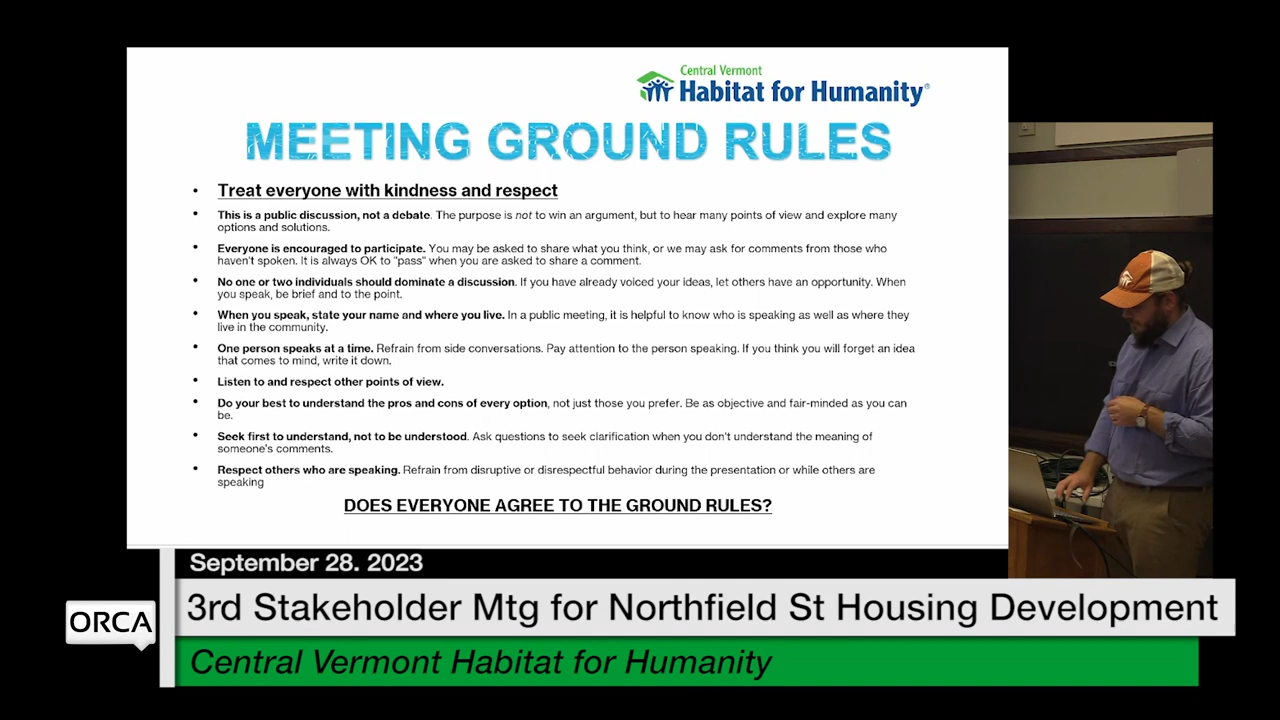 Central Vermont
Habitat for Humanity®
MEETING GROUND RULES
• Treat everyone with kindness and respect
• This is a public discussion, not a debate. The purpose is not to win an argument, but to hear many points of view and explore many
options and solutions.
• Everyone is encouraged to participate. You may be asked to share what you think, or we may ask for comments from those who
haven't spoken. It is always OK to "pass" when you are asked to share a comment.
• No one or two individuals should dominate a discussion. If you have already voiced your ideas, let others have an opportunity. When
you speak, be brief and to the point.
• When you speak, state your name and where you live. In a public meeting, it is helpful to know who is speaking as well as where they
live in the community.
• One person speaks at a time. Refrain from side conversations. Pay attention to the person speaking. If you think you will forget an idea
that comes to mind, write it down.
• Listen to and respect other points of view.
• Do your best to understand the pros and cons of every option, not just those you prefer. Be as objective and fair-minded as you can
be.
• Seek first to understand, not to be understood. Ask questions to seek clarification when you don't understand the meaning of
someone's comments.
• Respect others who are speaking. Refrain from disruptive or disrespectful behavior during the presentation or while others are
speaking
DOES EVERYONE AGREE TO THE GROUND RULES?
September 28. 2023
ORCA
3rd Stakeholder Mtg for Northfield St Housing Development
Central Vermont Habitat for Humanity